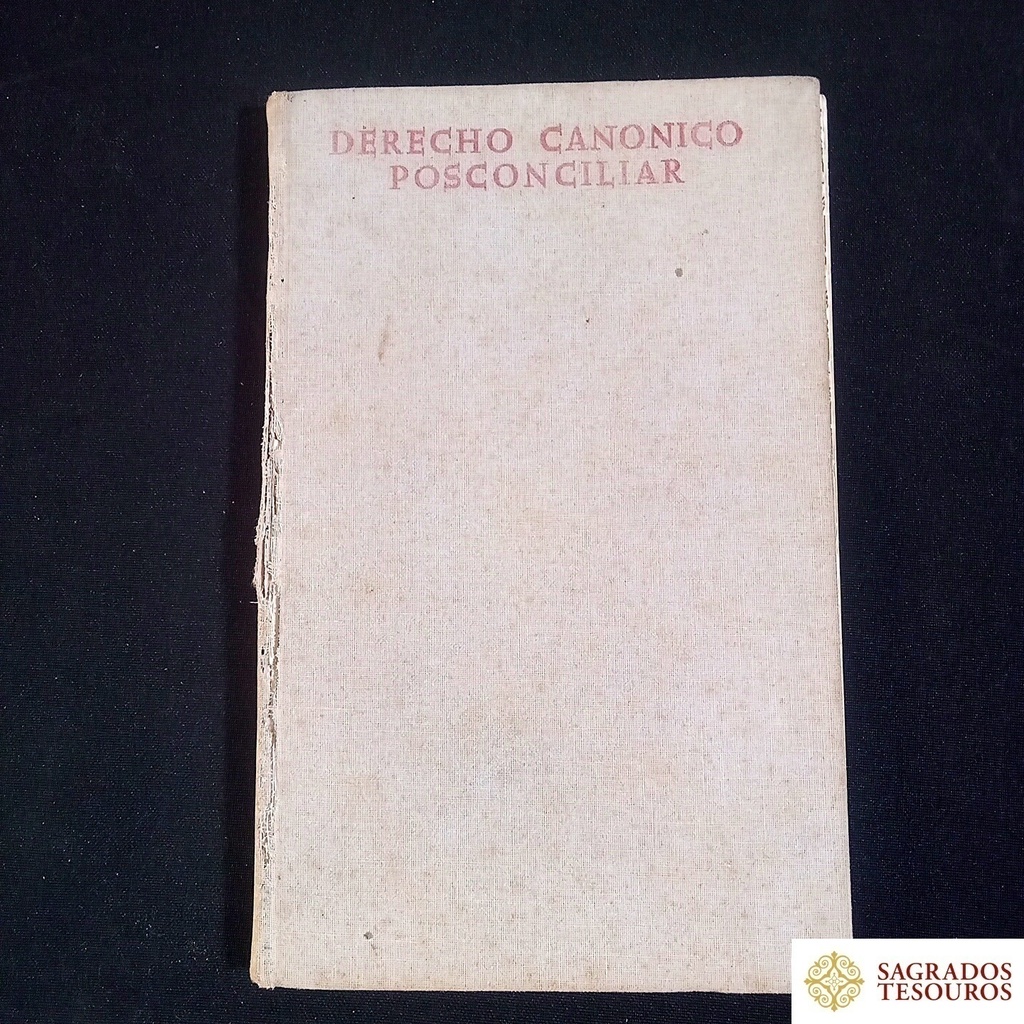 DERECHO CANONICO
POSCONCILIAR
SAGRADOS
TESOUROS